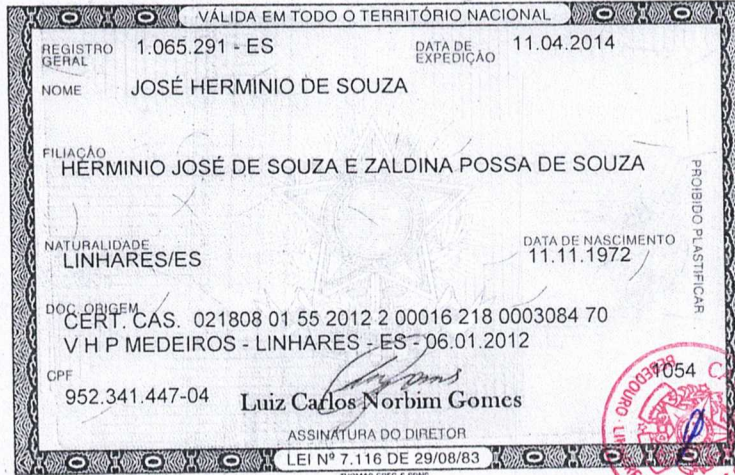 VÁLIDA EM TODO O TERRITÓRIO NACIONAL
REGISTRO GERAL 1.065.291 - ES DATA DE EXPEDIÇÃO 11.04.2014
NOME JOSÉ HERMINIO DE SOUZA
FILIAÇÃO
HERMINIO JOSÉ DE SOUZA E ZALDINA POSSA DE SOUZA
PROIBIDO PLASTIFICAR
NATURALIDADE DATA DE NASCIMENTO
LINHARES/ES 11.11.1972
DOC. ORIGEM
CERT. CAS. 021808 01 55 2012 2 00016 218 0003084 70
V H P MEDEIROS - LINHARES - ES - 06.01.2012
CPF 1054
952.341.447-04 Luiz Carlos Norbim Gomes
ASSINATURA DO DIRETOR
LEI Nº 7.116 DE 29/08/83
BEBEDOURO